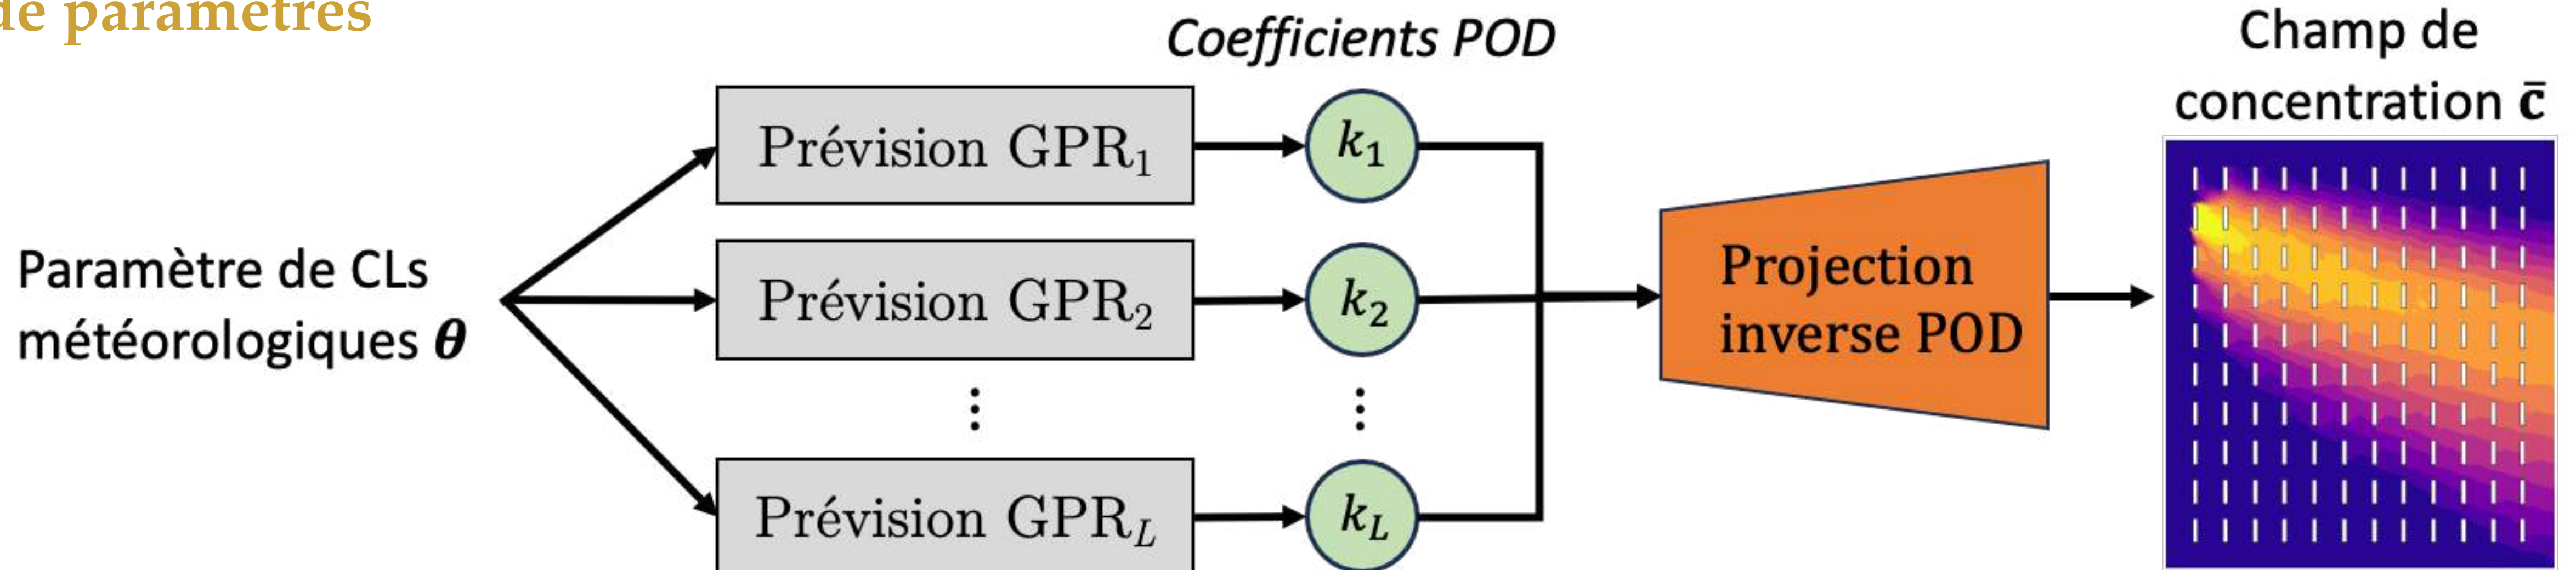 de paramètres
Coefficients POD
Champ de
concentration c̄
Prévision GPR₁
k₁
Paramètre de CLs
météorologiques θ
Prévision GPR₂
k₂
Projection
inverse POD
⋮ ⋮
Prévision GPR_L
k_L